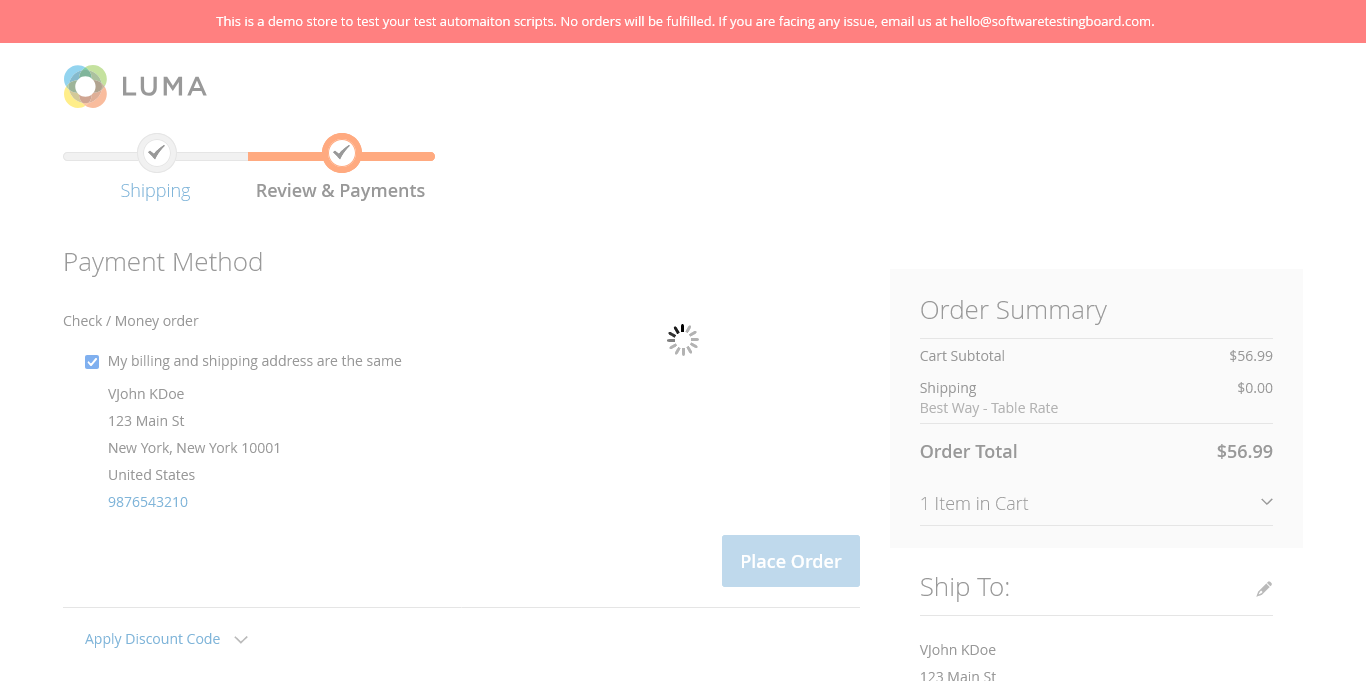 This is a demo store to test your test automaiton scripts. No orders will be fulfilled. If you are facing any issue, email us at hello@softwaretestingboard.com.
LUMA
Shipping
Review & Payments
Payment Method
Check / Money order
My billing and shipping address are the same
VJohn KDoe
123 Main St
New York, New York 10001
United States
9876543210
Place Order
Apply Discount Code
Order Summary
Cart Subtotal $56.99
Shipping $0.00
Best Way - Table Rate
Order Total $56.99
1 Item in Cart
Ship To:
VJohn KDoe
123 Main St